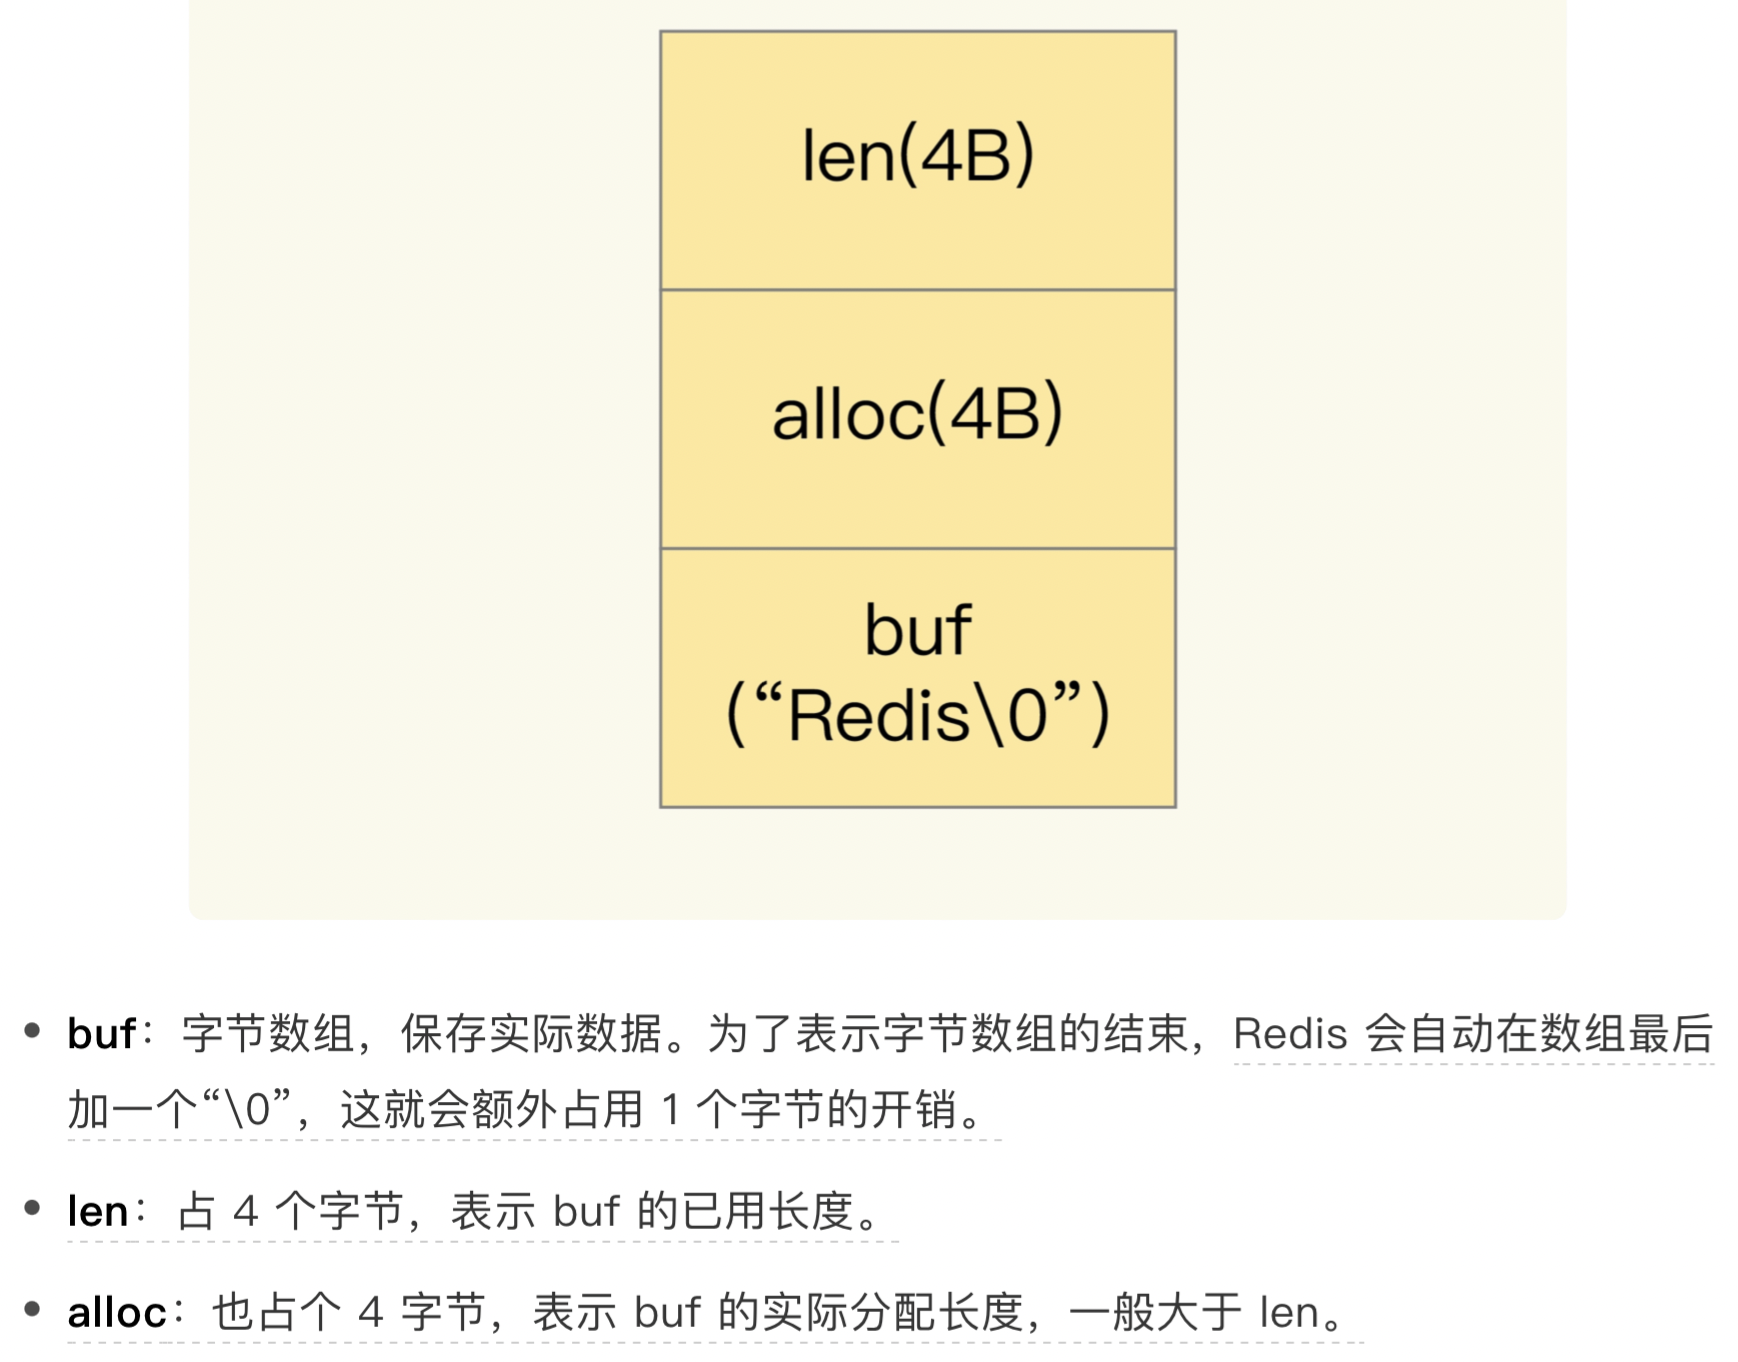 len(4B)
alloc(4B)
buf
(“Redis\0”)
buf：字节数组，保存实际数据。为了表示字节数组的结束，Redis 会自动在数组最后
加一个“\0”，这就会额外占用 1 个字节的开销。
len：占 4 个字节，表示 buf 的已用长度。
alloc：也占个 4 字节，表示 buf 的实际分配长度，一般大于 len。